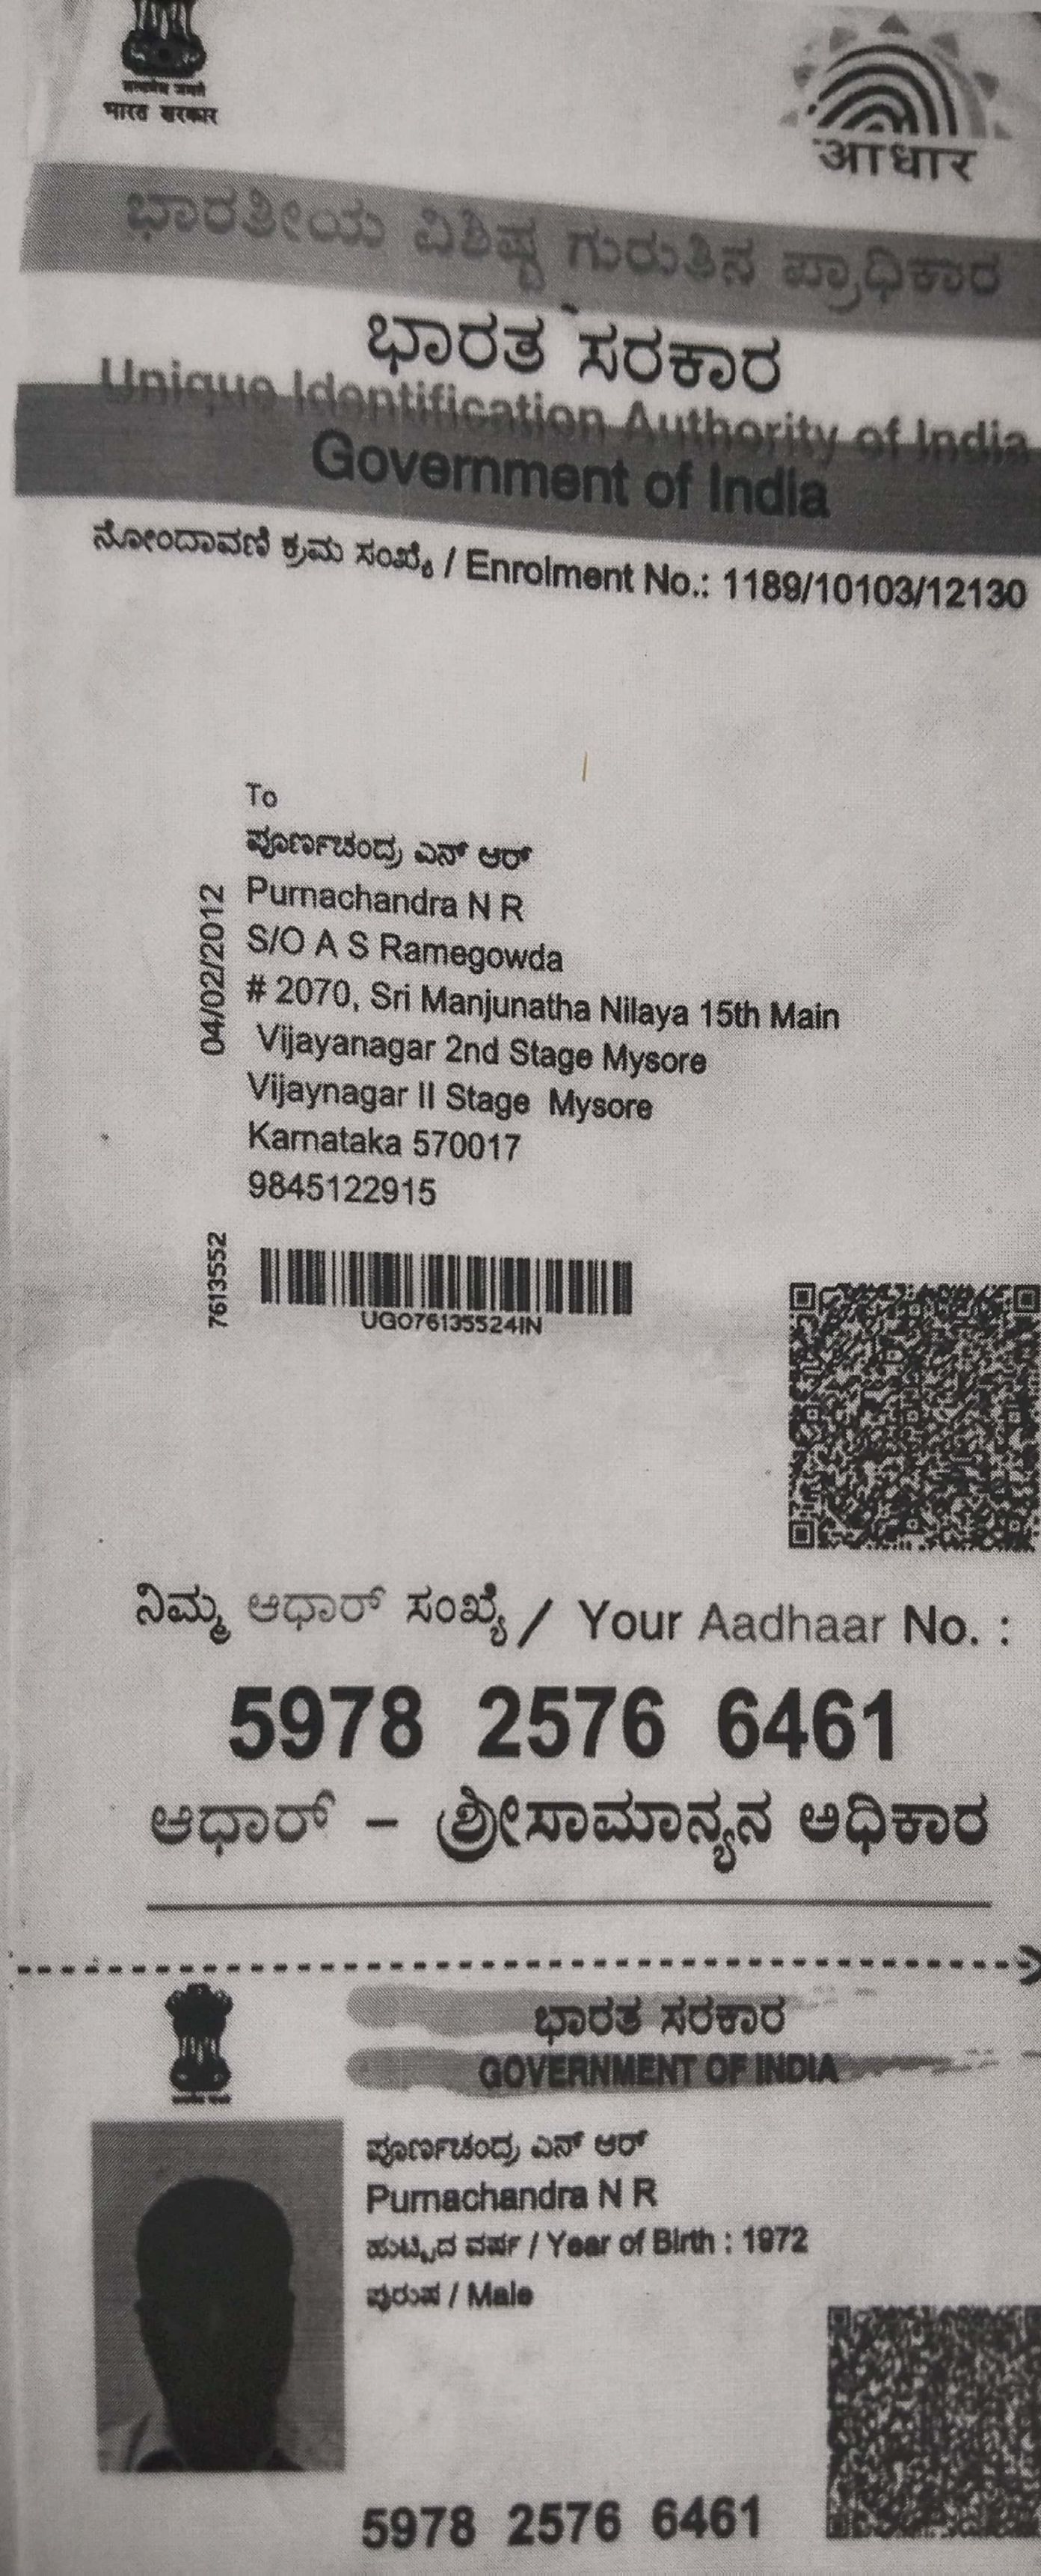 सत्यमेव जयते
भारत सरकार
आधार
ಭಾರತೀಯ ವಿಶಿಷ್ಟ ಗುರುತಿನ ಪ್ರಾಧಿಕಾರ
ಭಾರತ ಸರಕಾರ
Unique Identification Authority of India
Government of India
ನೋಂದಾವಣಿ ಕ್ರಮ ಸಂಖ್ಯೆ / Enrolment No.: 1189/10103/12130
To
ಪೂರ್ಣಚಂದ್ರ ಎನ್ ಆರ್
Purnachandra N R
S/O A S Ramegowda
# 2070, Sri Manjunatha Nilaya 15th Main
Vijayanagar 2nd Stage Mysore
Vijaynagar II Stage Mysore
Karnataka 570017
9845122915
04/02/2012
7613552
UG076135524IN
ನಿಮ್ಮ ಆಧಾರ್ ಸಂಖ್ಯೆ / Your Aadhaar No. :
5978 2576 6461
ಆಧಾರ್ – ಶ್ರೀಸಾಮಾನ್ಯನ ಅಧಿಕಾರ
ಭಾರತ ಸರಕಾರ
GOVERNMENT OF INDIA
ಪೂರ್ಣಚಂದ್ರ ಎನ್ ಆರ್
Purnachandra N R
ಹುಟ್ಟಿದ ವರ್ಷ / Year of Birth : 1972
ಪುರುಷ / Male
5978 2576 6461